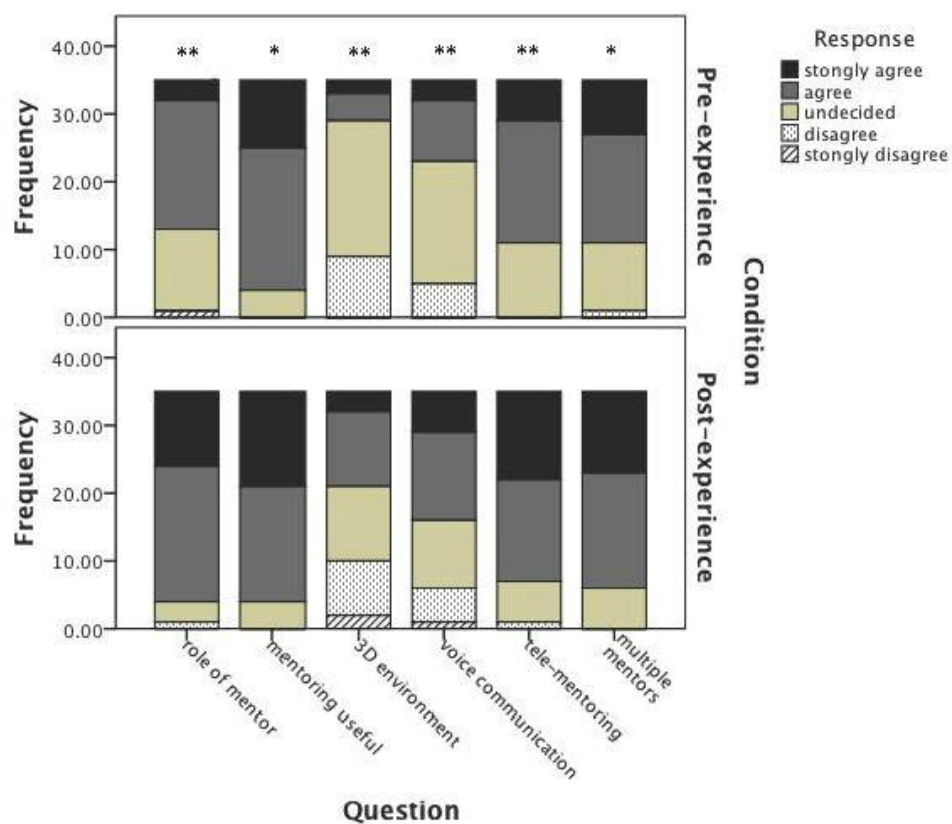 ** * ** ** ** *
40.00
30.00
20.00
10.00
0.00
Frequency
Pre-experience
Response
stongly agree
agree
undecided
disagree
stongly disagree
Condition
40.00
30.00
20.00
10.00
0.00
Frequency
Post-experience
role of mentor
mentoring useful
3D environment
voice communication
tele-mentoring
multiple
mentors
Question